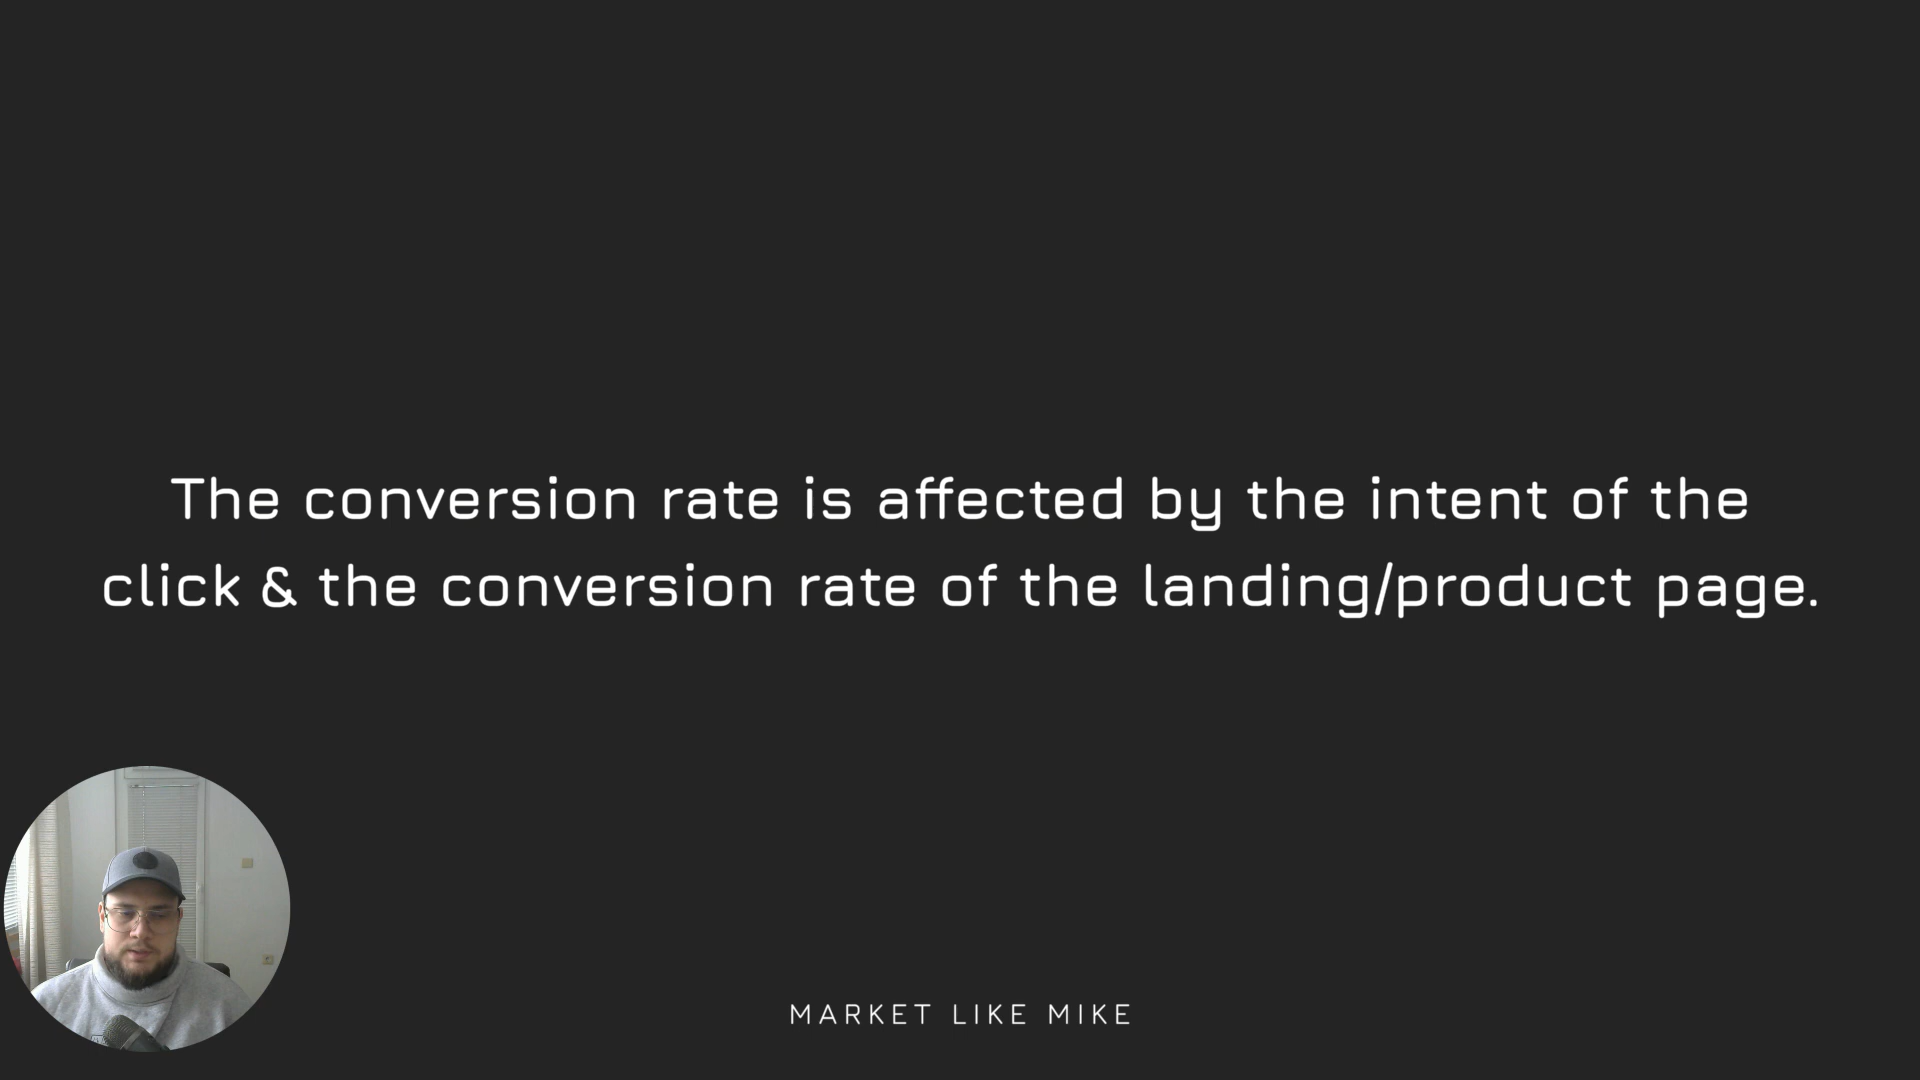 The conversion rate is affected by the intent of the
click & the conversion rate of the landing/product page.
MARKET LIKE MIKE